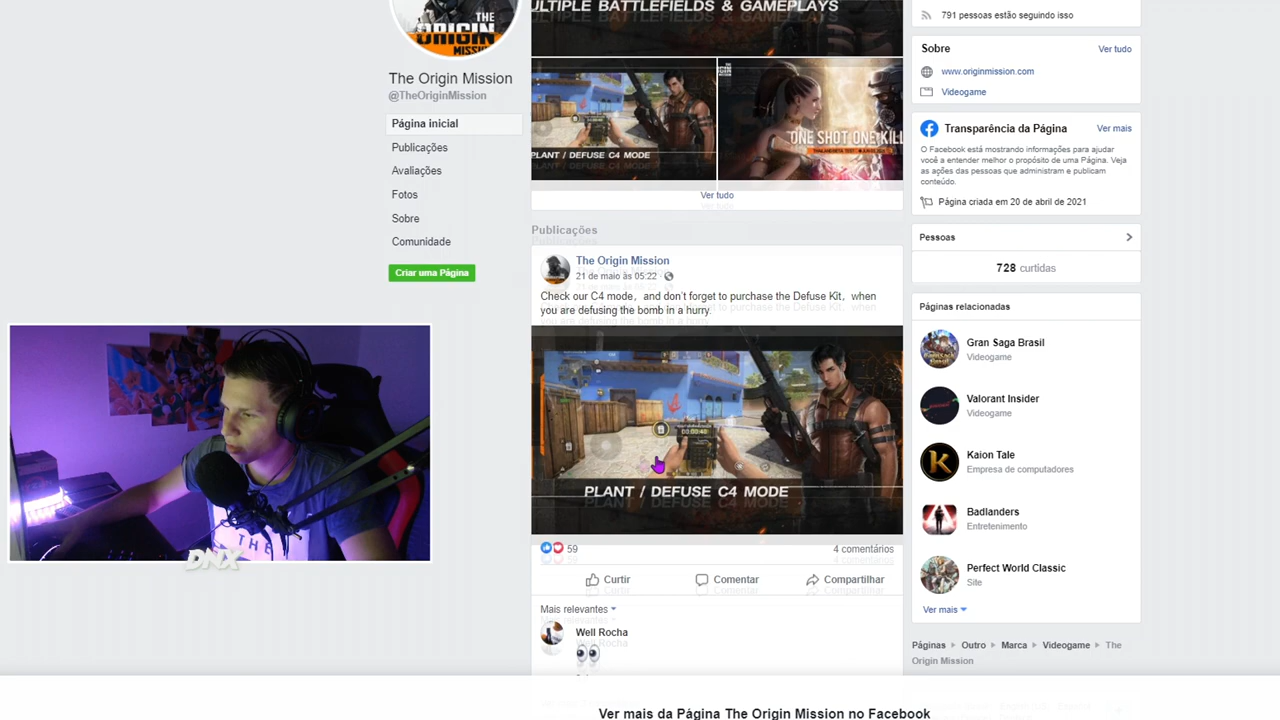 THE
ORIGIN
MISSION
The Origin Mission
@TheOriginMission
Página inicial
Publicações
Avaliações
Fotos
Sobre
Comunidade
Criar uma Página
DNX
ULTIPLE BATTLEFIELDS & GAMEPLAYS
PLANT / DEFUSE C4 MODE
ONE SHOT ONE KILL
Ver tudo
Publicações
The Origin Mission
21 de maio às 05:22
Check our C4 mode, and don't forget to purchase the Defuse Kit, when
you are defusing the bomb in a hurry.
PLANT / DEFUSE C4 MODE
59
4 comentários
Curtir
Comentar
Compartilhar
Mais relevantes
Well Rocha
791 pessoas estão seguindo isso
Sobre
Ver tudo
www.originmission.com
Videogame
Transparência da Página
Ver mais
O Facebook está mostrando informações para ajudar
você a entender melhor o propósito de uma Página. Veja
as ações das pessoas que administram e publicam
conteúdo.
Página criada em 20 de abril de 2021
Pessoas
728 curtidas
Páginas relacionadas
Gran Saga Brasil
Videogame
Valorant Insider
Videogame
Kaion Tale
Empresa de computadores
Badlanders
Entretenimento
Perfect World Classic
Site
Ver mais
Páginas
Outro
Marca
Videogame
The
Origin Mission
Ver mais da Página The Origin Mission no Facebook